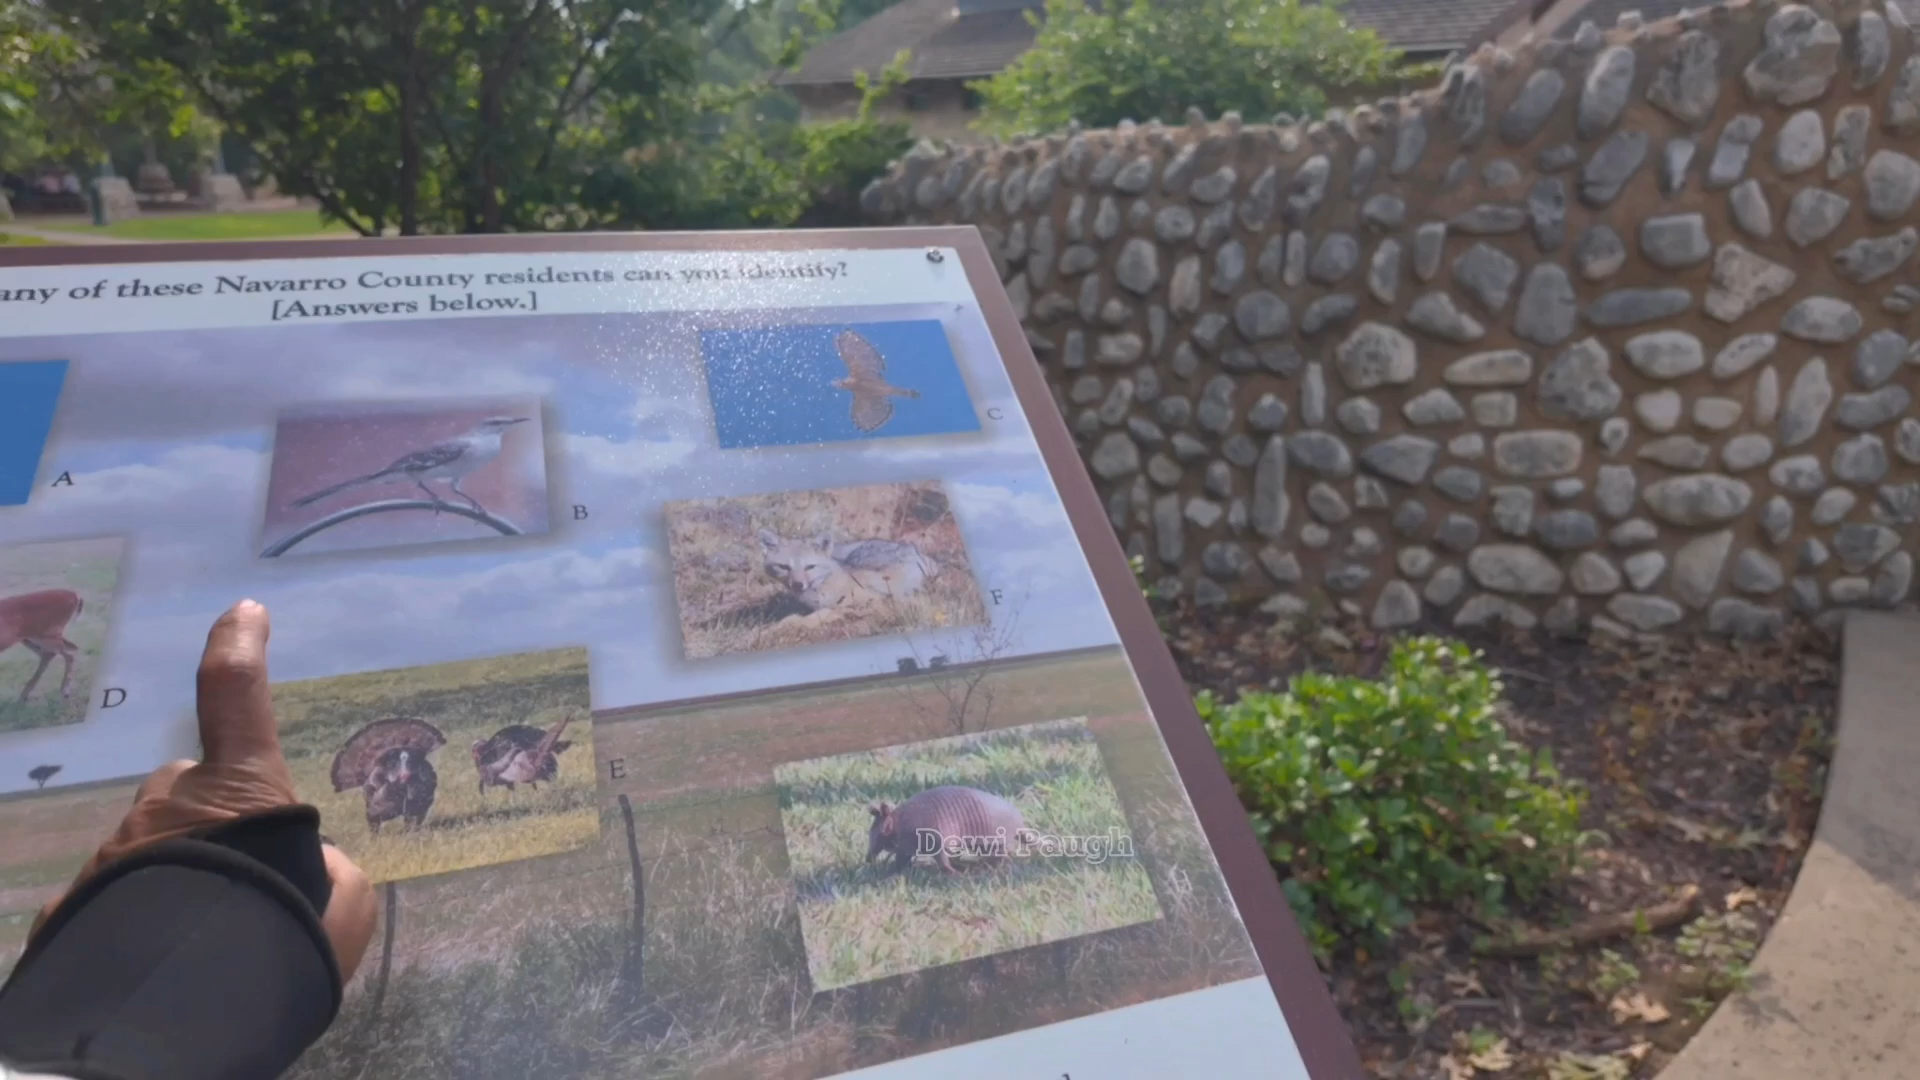 any of these Navarro County residents can you identify?
[Answers below.]
C
A
B
F
D
E
Dewi Paugh
H